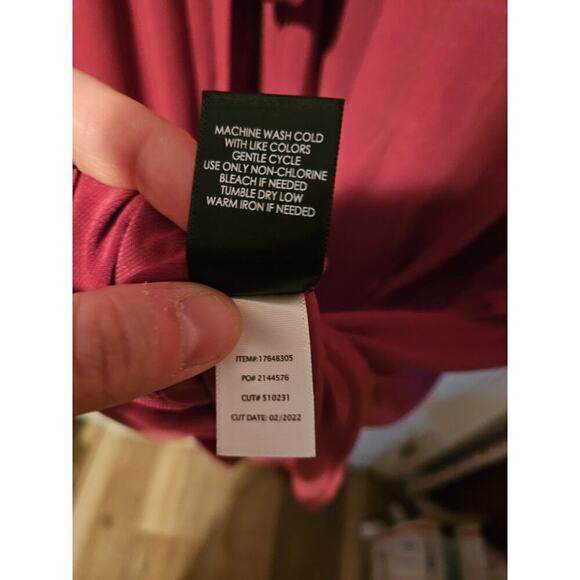 MACHINE WASH COLD
WITH LIKE COLORS
GENTLE CYCLE
USE ONLY NON-CHLORINE
BLEACH IF NEEDED
TUMBLE DRY LOW
WARM IRON IF NEEDED
ITEM#:17648305
PO# 2144576
CUT# 510231
CUT DATE: 02/2022